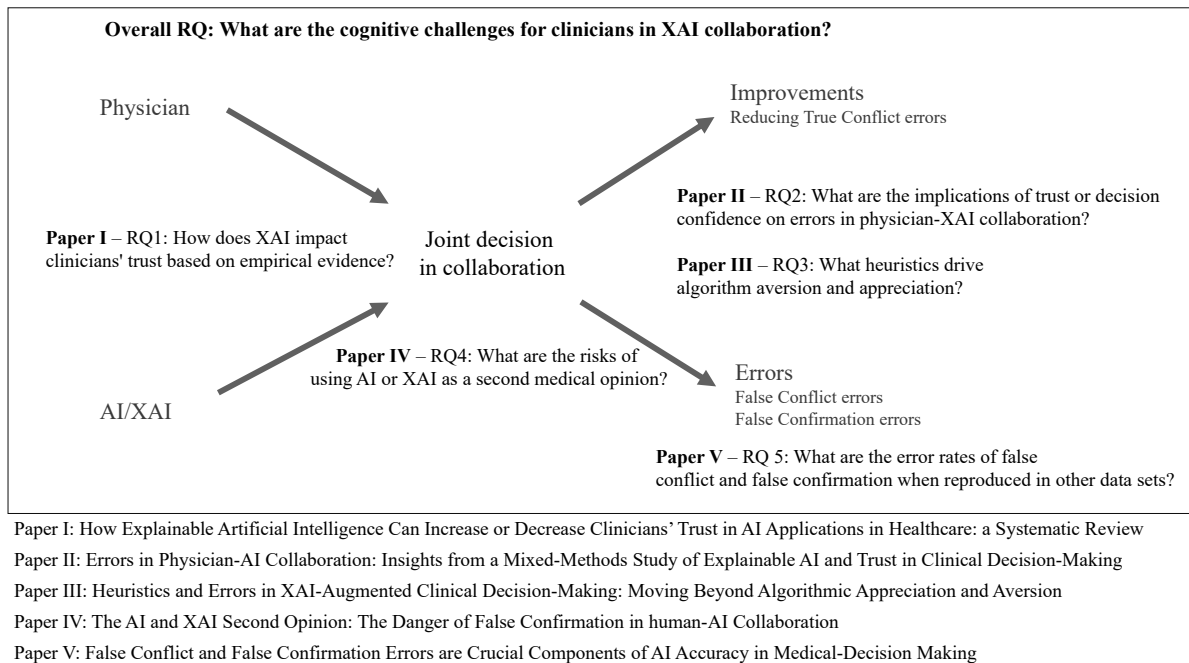 Overall RQ: What are the cognitive challenges for clinicians in XAI collaboration?
Physician
Improvements
Reducing True Conflict errors
Paper I – RQ1: How does XAI impact
clinicians' trust based on empirical evidence?
Joint decision
in collaboration
Paper II – RQ2: What are the implications of trust or decision
confidence on errors in physician-XAI collaboration?
Paper III – RQ3: What heuristics drive
algorithm aversion and appreciation?
Paper IV – RQ4: What are the risks of
using AI or XAI as a second medical opinion?
AI/XAI
Errors
False Conflict errors
False Confirmation errors
Paper V – RQ 5: What are the error rates of false
conflict and false confirmation when reproduced in other data sets?
Paper I: How Explainable Artificial Intelligence Can Increase or Decrease Clinicians’ Trust in AI Applications in Healthcare: a Systematic Review
Paper II: Errors in Physician-AI Collaboration: Insights from a Mixed-Methods Study of Explainable AI and Trust in Clinical Decision-Making
Paper III: Heuristics and Errors in XAI-Augmented Clinical Decision-Making: Moving Beyond Algorithmic Appreciation and Aversion
Paper IV: The AI and XAI Second Opinion: The Danger of False Confirmation in human-AI Collaboration
Paper V: False Conflict and False Confirmation Errors are Crucial Components of AI Accuracy in Medical-Decision Making